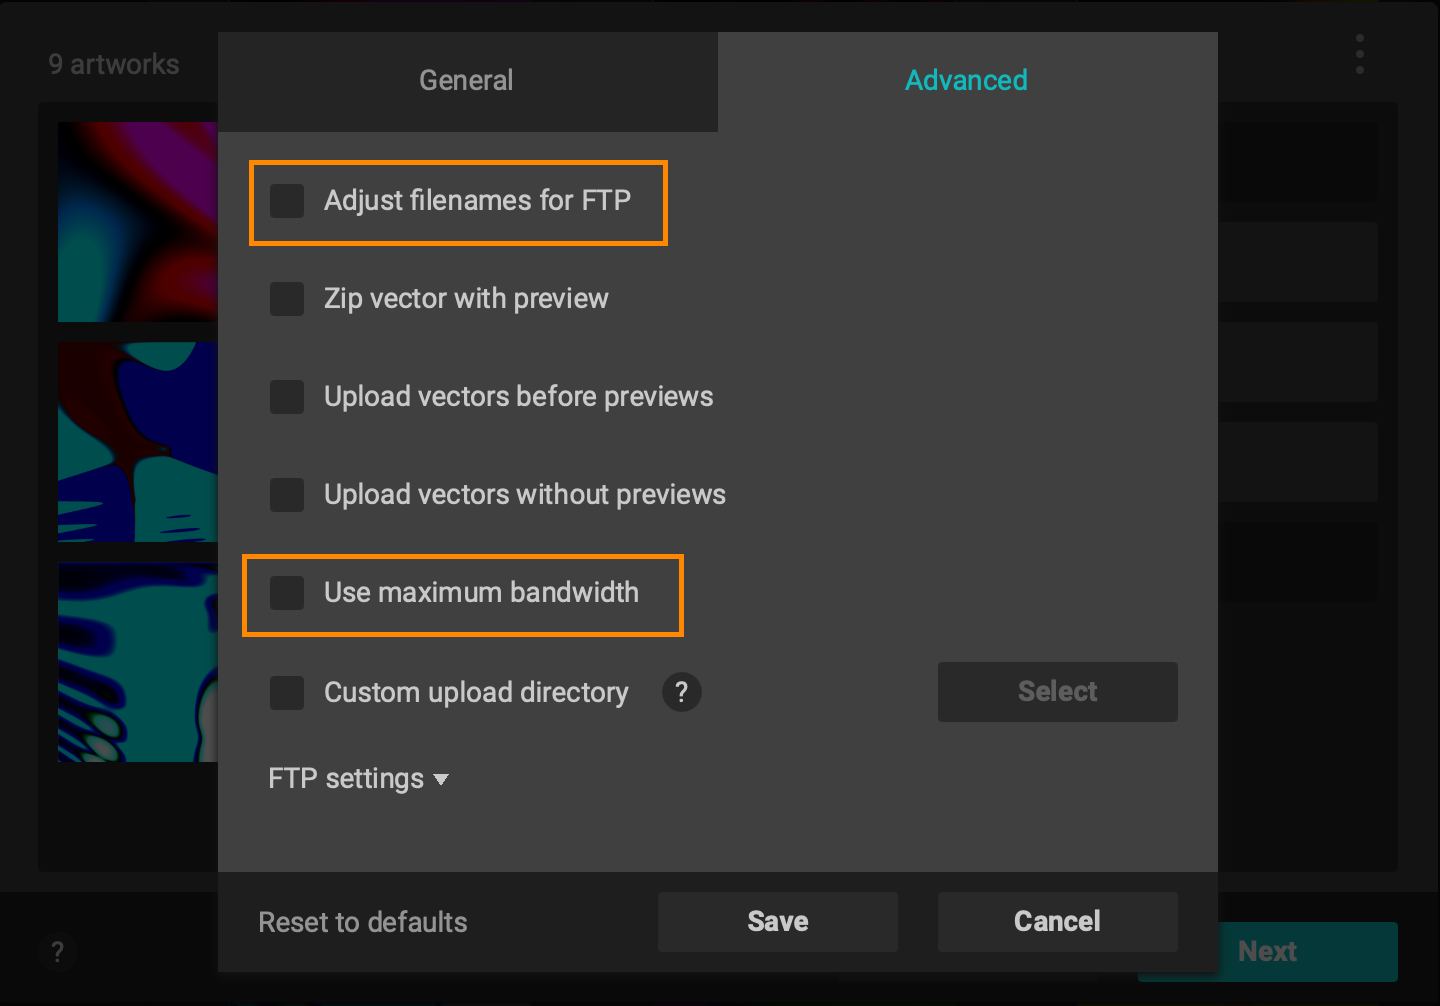 9 artworks
General
Advanced
Adjust filenames for FTP
Zip vector with preview
Upload vectors before previews
Upload vectors without previews
Use maximum bandwidth
Custom upload directory
?
Select
FTP settings
Reset to defaults
Save
Cancel
?
Next